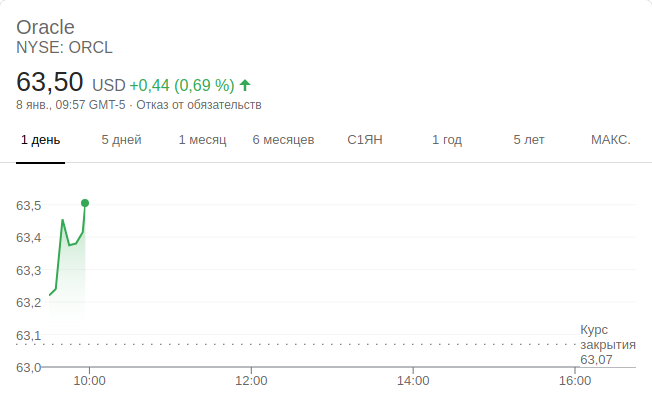 Oracle
NYSE: ORCL
63,50 USD +0,44 (0,69 %)
8 янв., 09:57 GMT-5 · Отказ от обязательств
1 день 5 дней 1 месяц 6 месяцев С1ЯН 1 год 5 лет МАКС.
63,5
63,4
63,3
63,2
63,1
63,0
Курс
закрытия
63,07
10:00 12:00 14:00 16:00